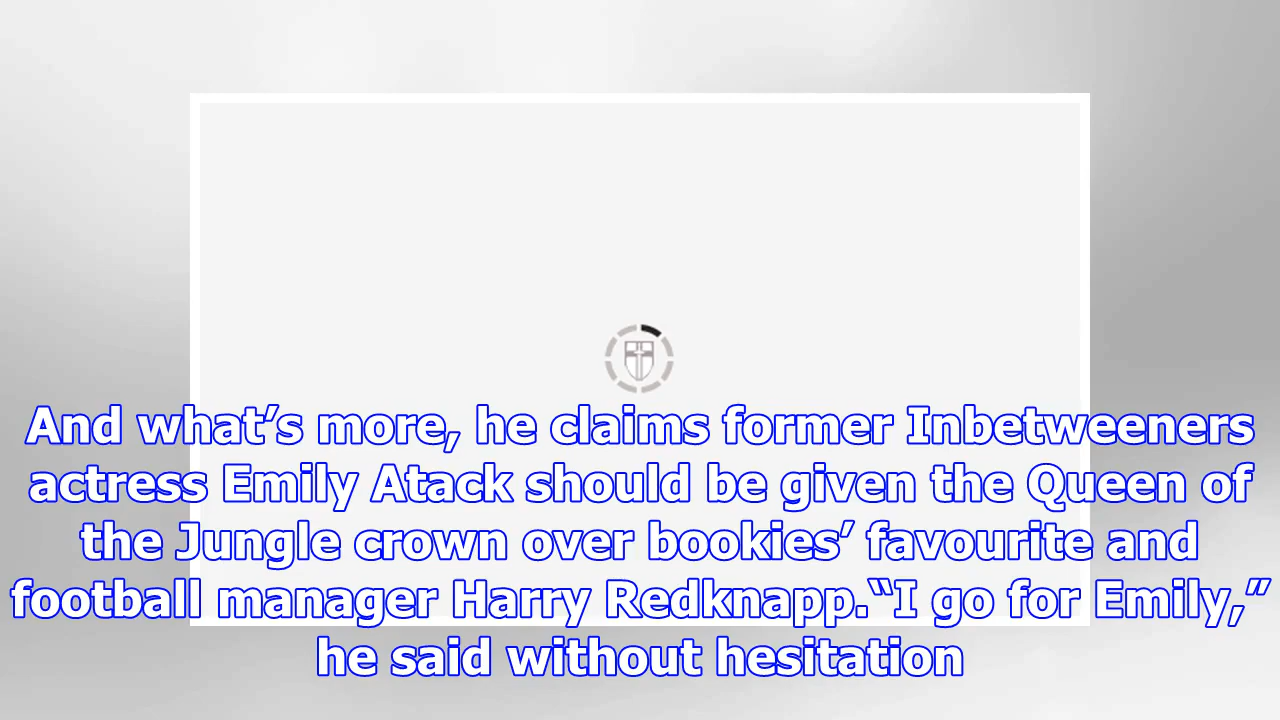 And what’s more, he claims former Inbetweeners
actress Emily Atack should be given the Queen of
the Jungle crown over bookies’ favourite and
football manager Harry Redknapp.“I go for Emily,”
he said without hesitation